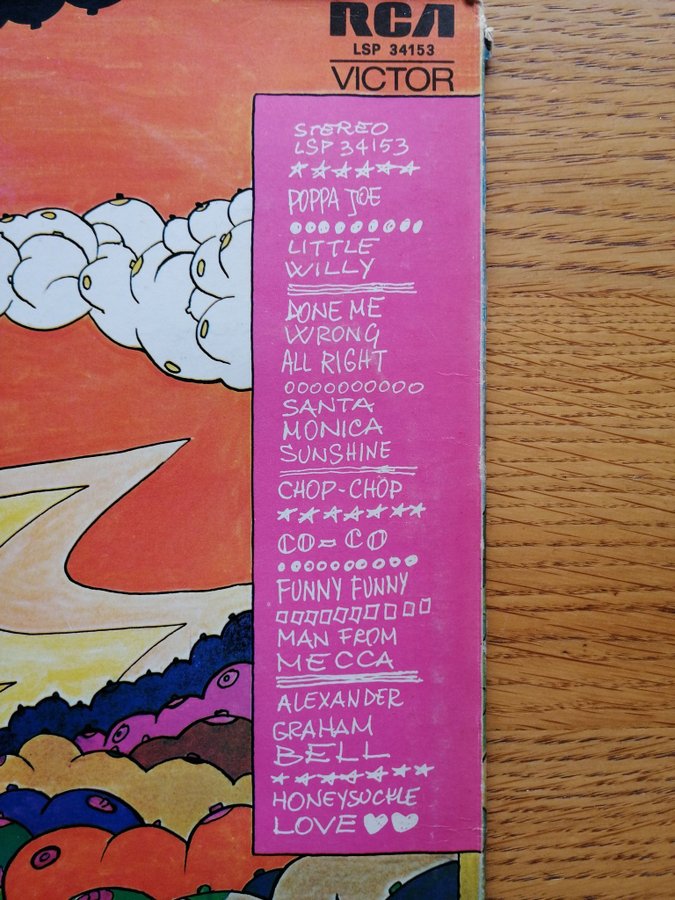 RCA
LSP 34153
VICTOR
STEREO
LSP 34153
POPPA JOE
LITTLE
WILLY
DONE ME
WRONG
ALL RIGHT
SANTA
MONICA
SUNSHINE
CHOP-CHOP
CO-CO
FUNNY FUNNY
MAN FROM
MECCA
ALEXANDER
GRAHAM
BELL
HONEYSUCKLE
LOVE